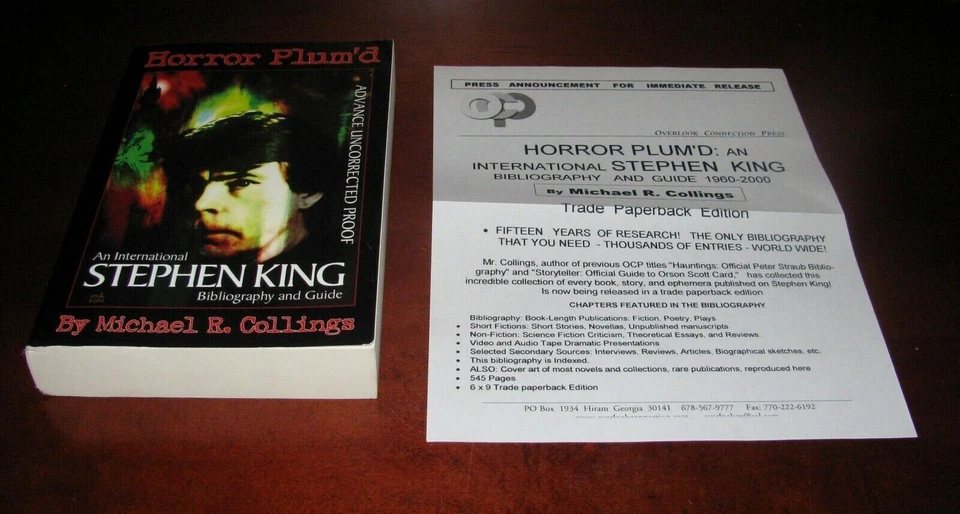 Horror Plum'd
ADVANCE UNCORRECTED PROOF
An International
STEPHEN KING
Bibliography and Guide
By Michael R. Collings
PRESS ANNOUNCEMENT FOR IMMEDIATE RELEASE
OCP
OVERLOOK CONNECTION PRESS
HORROR PLUM'D: AN
INTERNATIONAL STEPHEN KING
BIBLIOGRAPHY AND GUIDE 1960-2000
By Michael R. Collings
Trade Paperback Edition
• FIFTEEN YEARS OF RESEARCH! THE ONLY BIBLIOGRAPHY
THAT YOU NEED - THOUSANDS OF ENTRIES - WORLD WIDE!
Mr. Collings, author of previous OCP titles "Hauntings: Official Peter Straub Biblio-
graphy" and "Storyteller: Official Guide to Orson Scott Card," has collected this
incredible collection of every book, story, and ephemera published on Stephen King!
Is now being released in a trade paperback edition
CHAPTERS FEATURED IN THE BIBLIOGRAPHY
Bibliography: Book-Length Publications: Fiction, Poetry, Plays
• Short Fictions: Short Stories, Novellas, Unpublished manuscripts.
• Non-Fiction: Science Fiction Criticism, Theoretical Essays, and Reviews.
• Video and Audio Tape Dramatic Presentations
• Selected Secondary Sources: Interviews, Reviews, Articles, Biographical sketches, etc.
• This bibliography is Indexed.
• ALSO: Cover art of most novels and collections, rare publications, reproduced here
• 545 Pages
• 6 x 9 Trade paperback Edition
PO Box 1934 Hiram Georgia 30141 678-567-9777 Fax: 770-222-6192